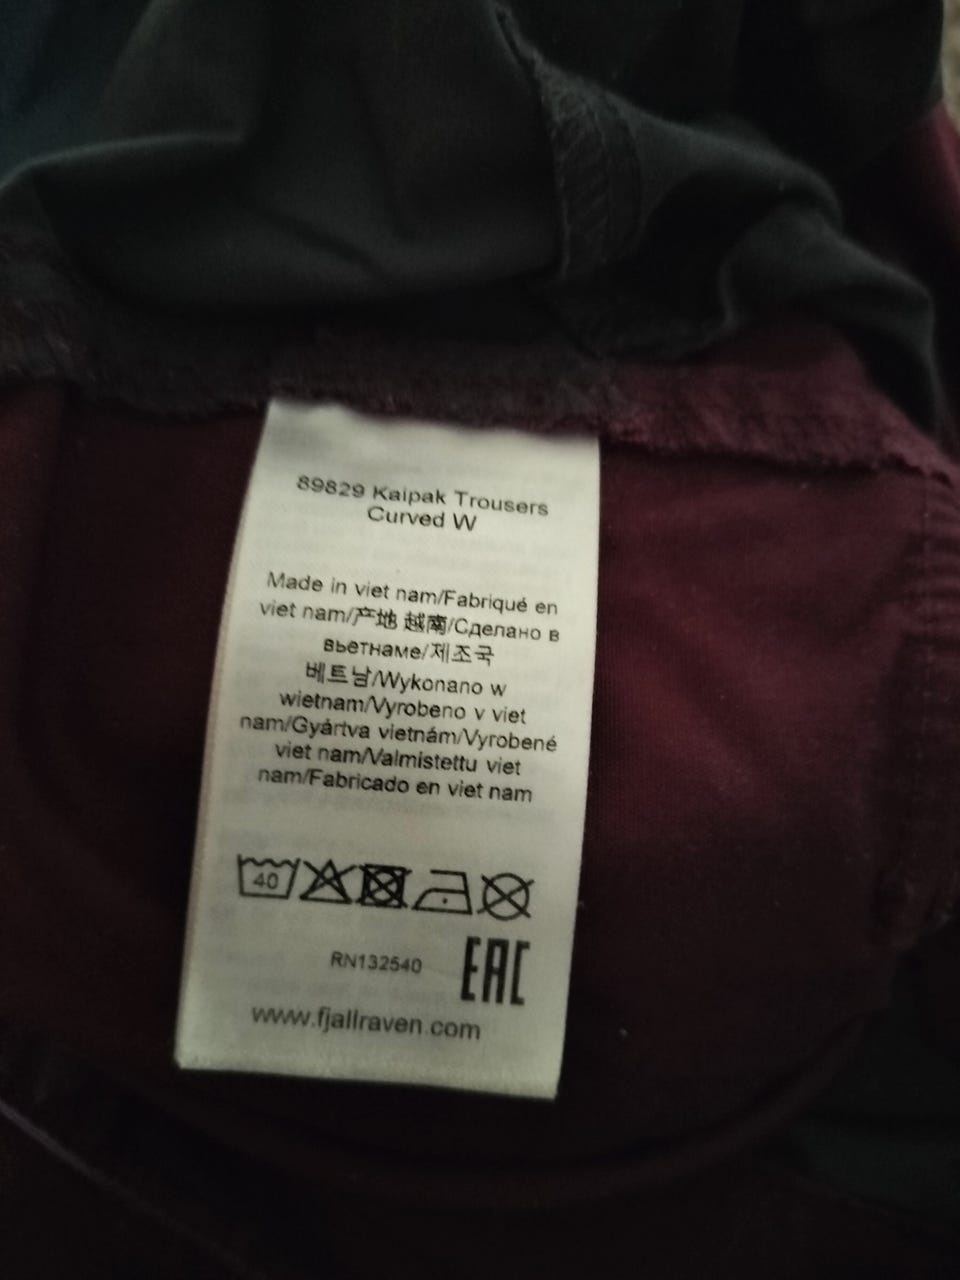 89829 Kaipak Trousers
Curved W
Made in viet nam/Fabriqué en
viet nam/产地 越南/Сделано в
вьетнаме/제조국
베트남/Wykonano w
wietnam/Vyrobeno v viet
nam/Gyártva vietnám/Vyrobené
viet nam/Valmistettu viet
nam/Fabricado en viet nam
40
RN132540 EAC
www.fjallraven.com